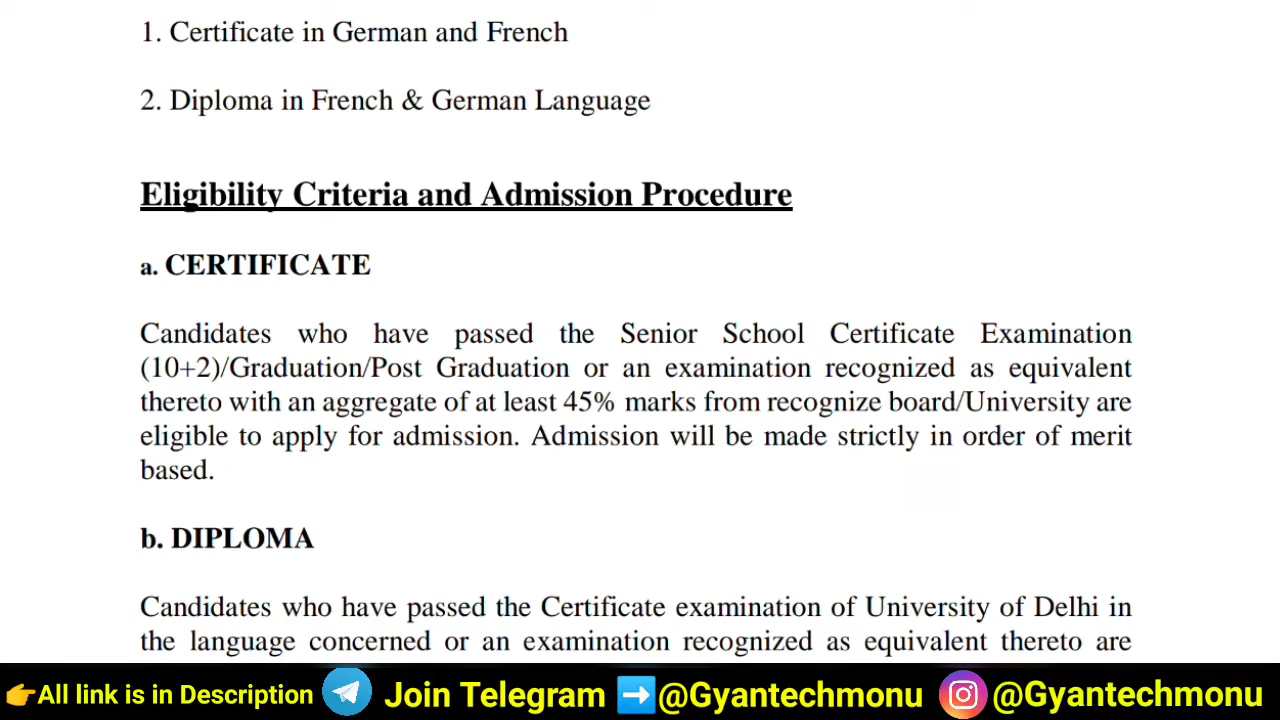 1. Certificate in German and French
2. Diploma in French & German Language
Eligibility Criteria and Admission Procedure
a. CERTIFICATE
Candidates who have passed the Senior School Certificate Examination
(10+2)/Graduation/Post Graduation or an examination recognized as equivalent
thereto with an aggregate of at least 45% marks from recognize board/University are
eligible to apply for admission. Admission will be made strictly in order of merit
based.
b. DIPLOMA
Candidates who have passed the Certificate examination of University of Delhi in
the language concerned or an examination recognized as equivalent thereto are
👉All link is in Description Join Telegram ➡️@Gyantechmonu @Gyantechmonu